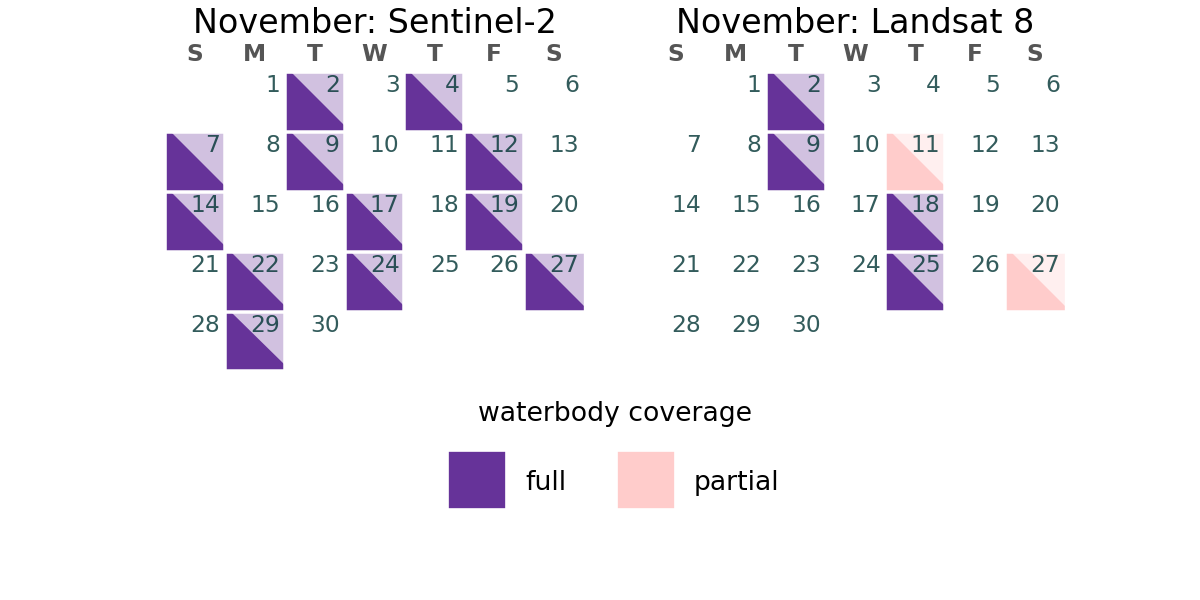 November: Sentinel-2
S M T W T F S
1 2 3 4 5 6
7 8 9 10 11 12 13
14 15 16 17 18 19 20
21 22 23 24 25 26 27
28 29 30
November: Landsat 8
S M T W T F S
1 2 3 4 5 6
7 8 9 10 11 12 13
14 15 16 17 18 19 20
21 22 23 24 25 26 27
28 29 30
waterbody coverage
full partial